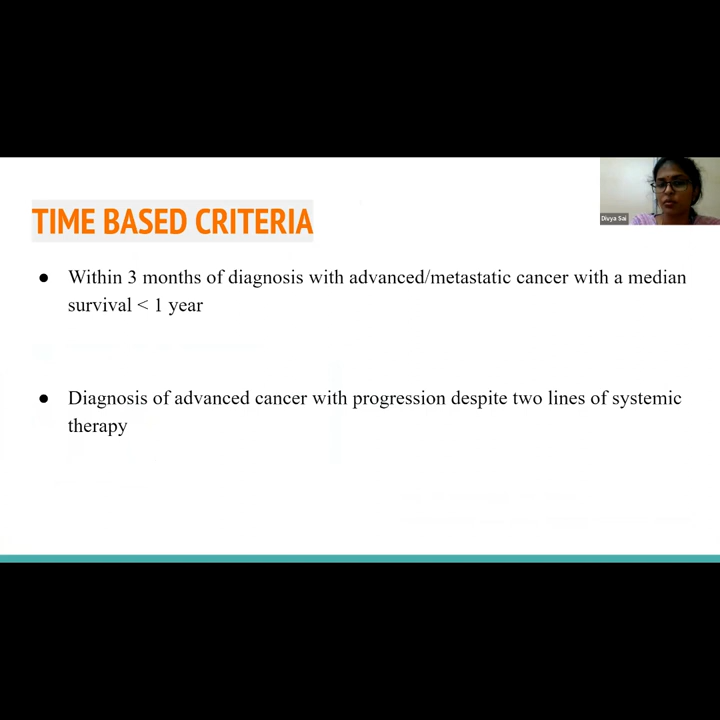 TIME BASED CRITERIA
Divya Sai
● Within 3 months of diagnosis with advanced/metastatic cancer with a median
survival < 1 year
● Diagnosis of advanced cancer with progression despite two lines of systemic
therapy